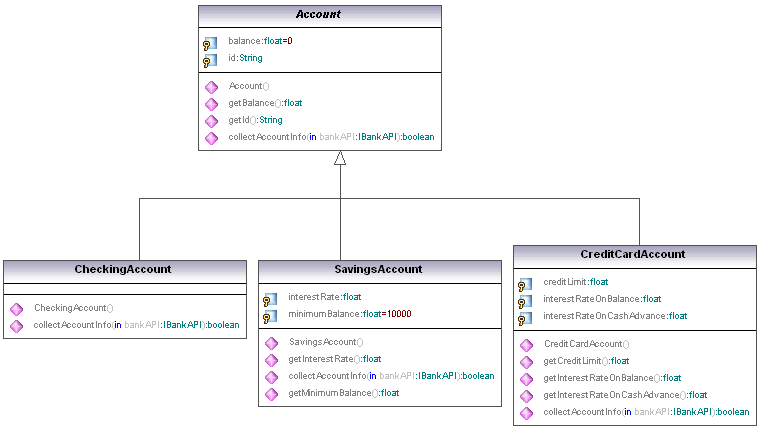 Account
balance:float=0
id:String
Account()
getBalance():float
getId():String
collectAccountInfo(in bankAPI:IBankAPI):boolean
CheckingAccount
CheckingAccount()
collectAccountInfo(in bankAPI:IBankAPI):boolean
SavingsAccount
interestRate:float
minimumBalance:float=10000
SavingsAccount()
getInterestRate():float
collectAccountInfo(in bankAPI:IBankAPI):boolean
getMinimumBalance():float
CreditCardAccount
creditLimit:float
interestRateOnBalance:float
interestRateOnCashAdvance:float
CreditCardAccount()
getCreditLimit():float
getInterestRateOnBalance():float
getInterestRateOnCashAdvance():float
collectAccountInfo(in bankAPI:IBankAPI):boolean